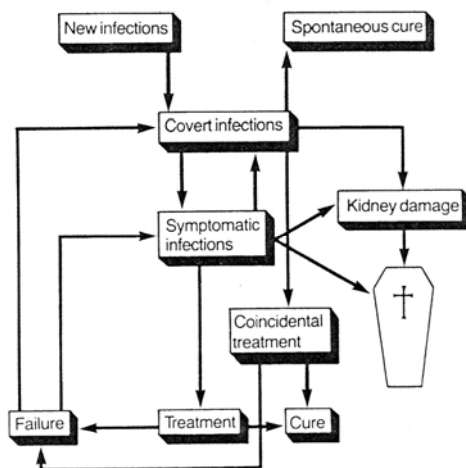 New infections
Spontaneous cure
Covert infections
Kidney damage
Symptomatic
infections
Coincidental
treatment
Failure
Treatment
Cure